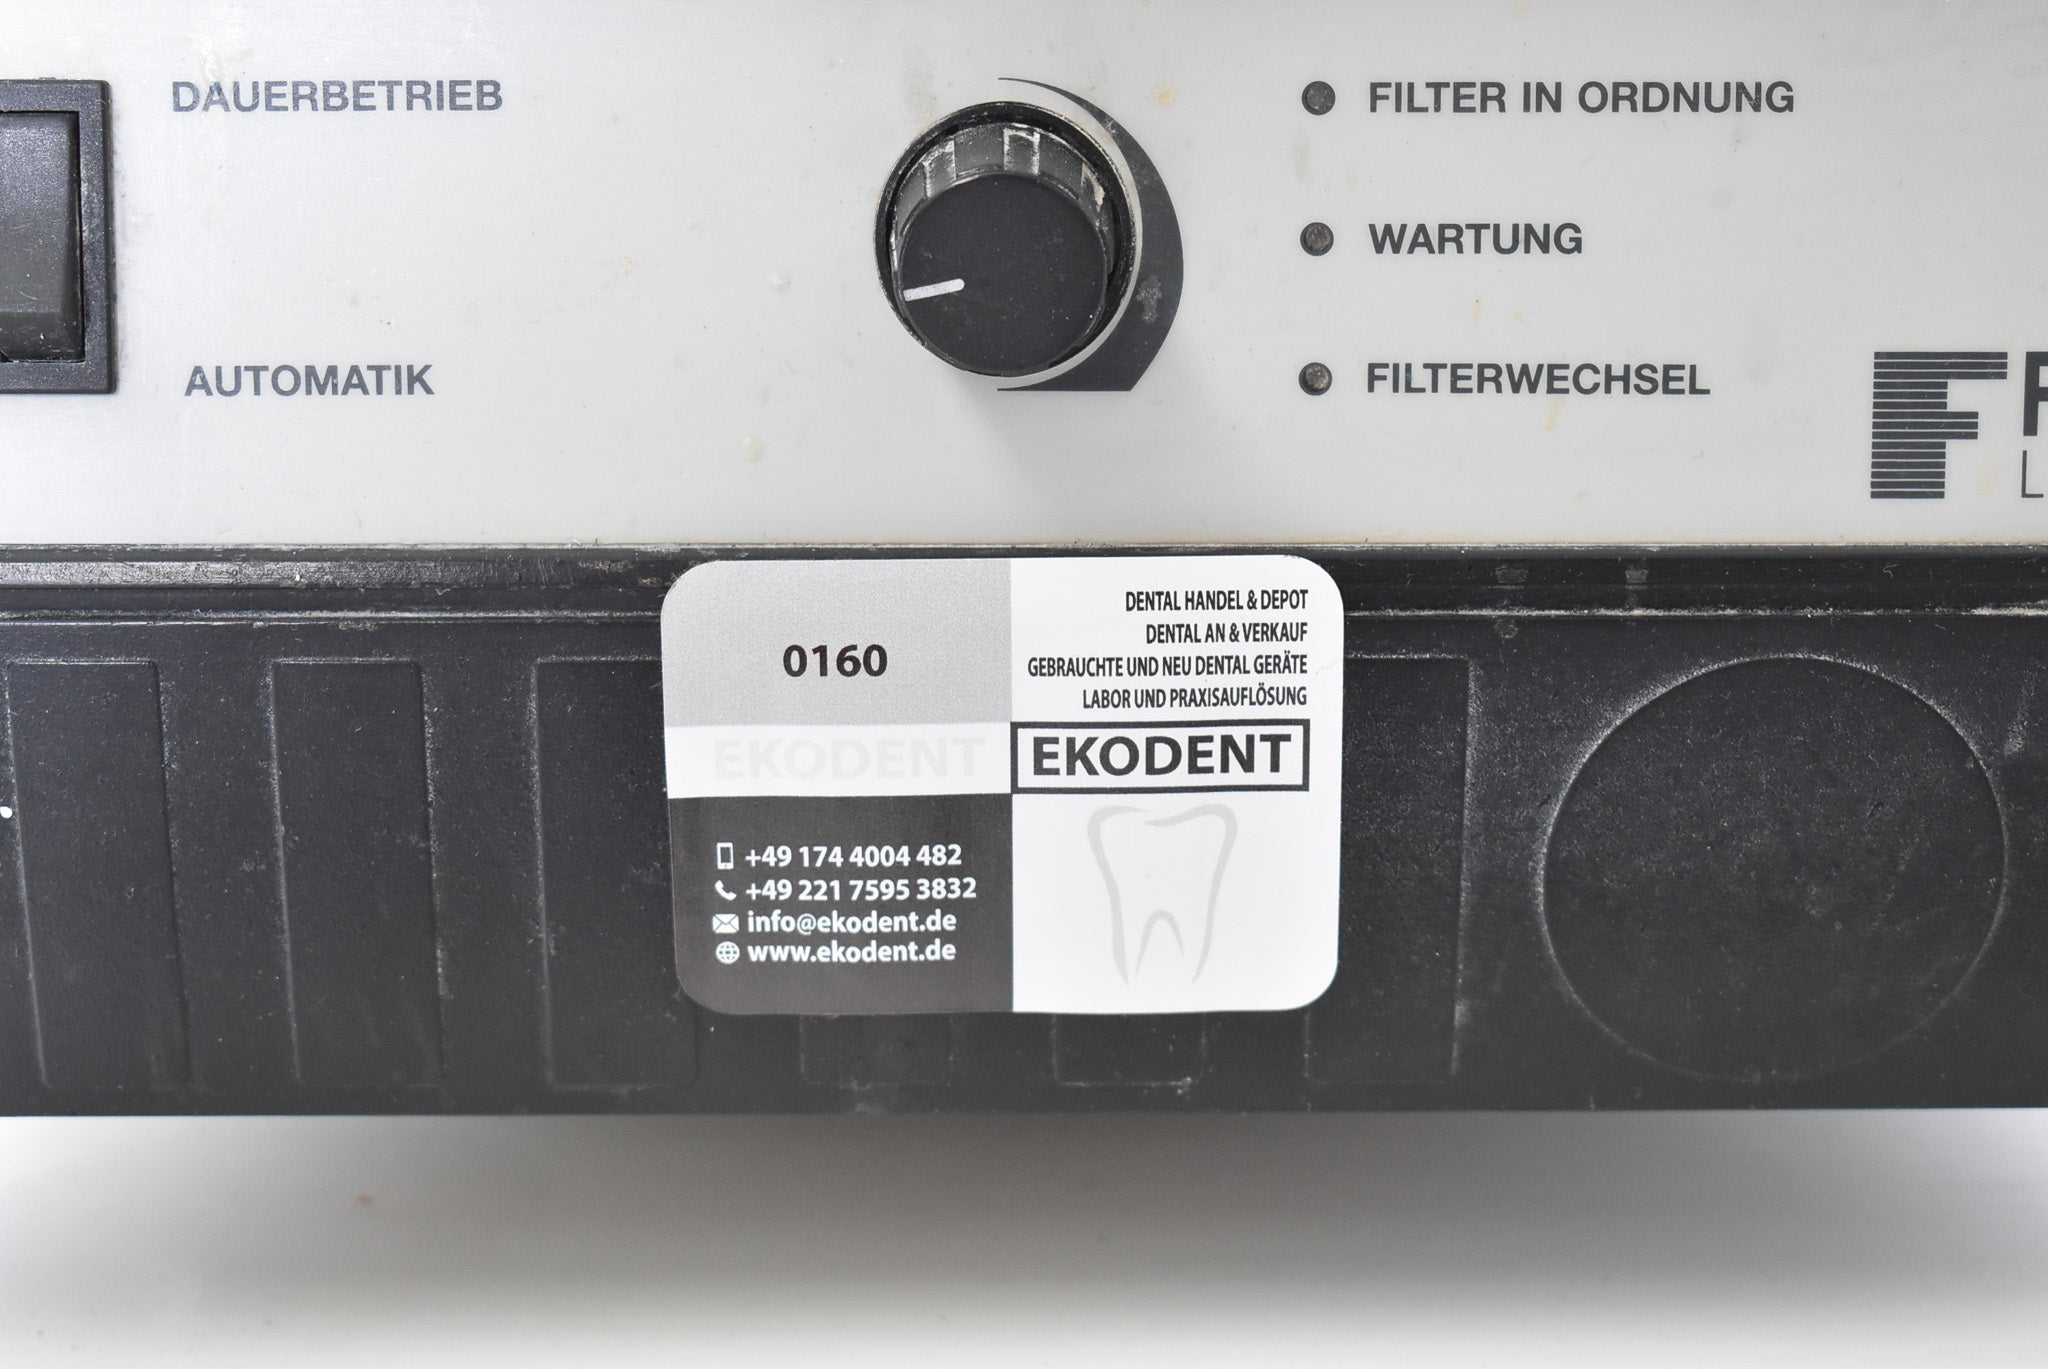 DAUERBETRIEB
AUTOMATIK
FILTER IN ORDNUNG
WARTUNG
FILTERWECHSEL
0160
EKODENT
+49 174 4004 482
+49 221 7595 3832
info@ekodent.de
www.ekodent.de
DENTAL HANDEL & DEPOT
DENTAL AN & VERKAUF
GEBRAUCHTE UND NEU DENTAL GERÄTE
LABOR UND PRAXISAUFLÖSUNG
EKODENT